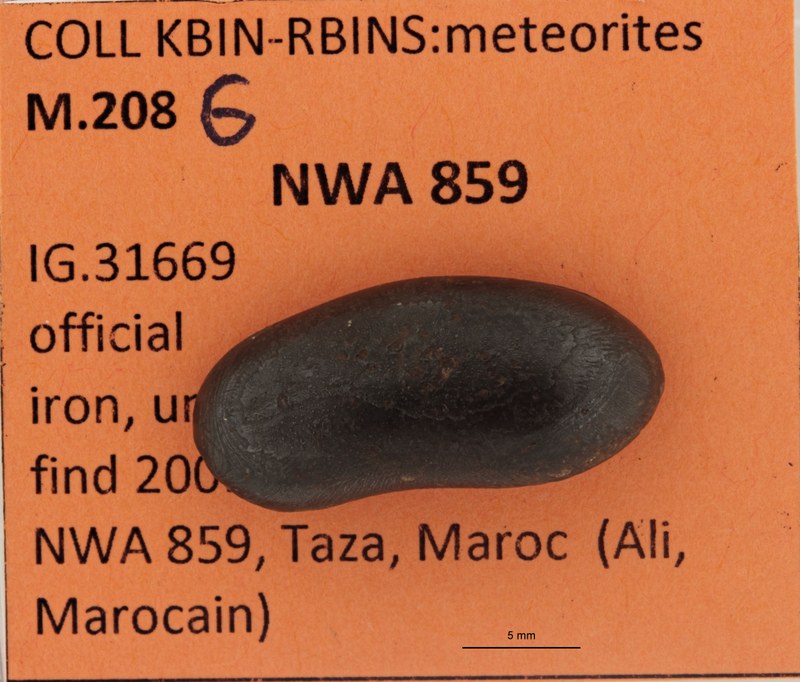 COLL KBIN-RBINS:meteorites
M.208 G
NWA 859
IG.31669
official
iron,
find
NWA 859, Taza, Maroc (Ali,
Marocain)
5 mm